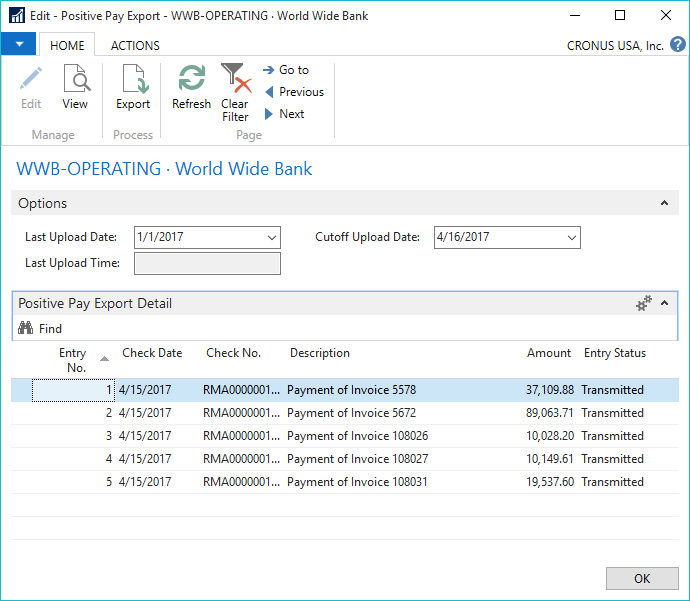 Edit - Positive Pay Export - WWB-OPERATING · World Wide Bank
HOME ACTIONS CRONUS USA, Inc. ?
Edit View Export Refresh Clear Filter Go to
Previous
Next
Manage Process Page
WWB-OPERATING · World Wide Bank
Options
Last Upload Date: 1/1/2017 Cutoff Upload Date: 4/16/2017
Last Upload Time:
Positive Pay Export Detail
Find
Entry No. Check Date Check No. Description Amount Entry Status
1 4/15/2017 RMA0000001... Payment of Invoice 5578 37,109.88 Transmitted
2 4/15/2017 RMA0000001... Payment of Invoice 5672 89,063.71 Transmitted
3 4/15/2017 RMA0000001... Payment of Invoice 108026 10,028.20 Transmitted
4 4/15/2017 RMA0000001... Payment of Invoice 108027 10,149.61 Transmitted
5 4/15/2017 RMA0000001... Payment of Invoice 108031 19,537.60 Transmitted
OK